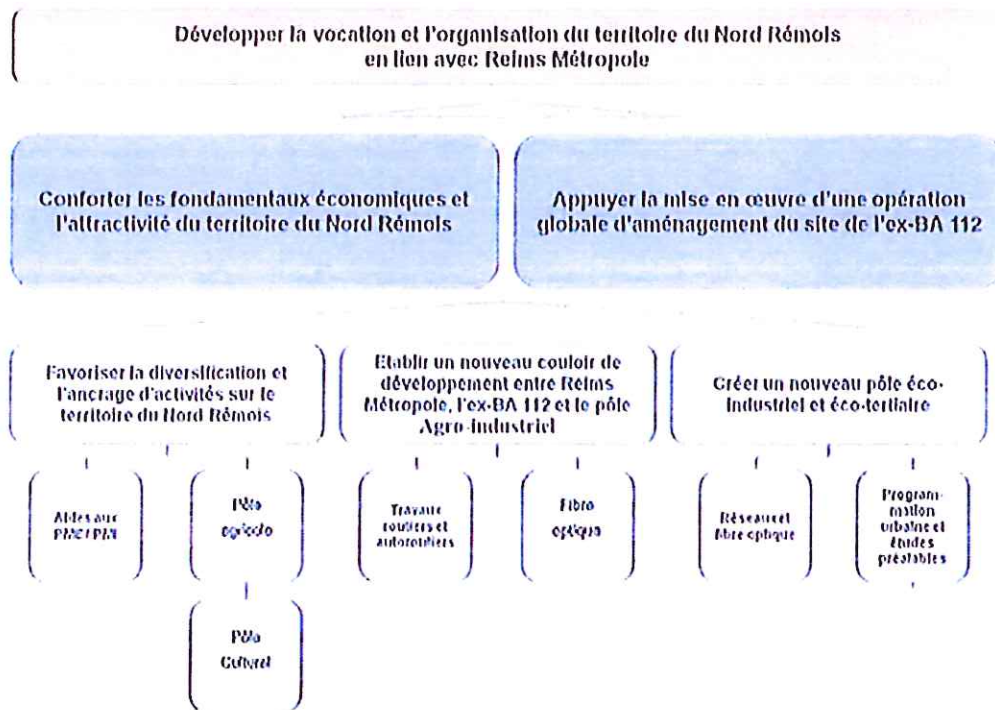 Développer la vocation et l'organisation du territoire du Nord Rémois
en lien avec Reims Métropole
Conforter les fondamentaux économiques et
l'attractivité du territoire du Nord Rémois
Appuyer la mise en œuvre d'une opération
globale d'aménagement du site de l'ex-BA 112
Favoriser la diversification et
l'ancrage d'activités sur le
territoire du Nord Rémois
Etablir un nouveau couloir de
développement entre Reims
Métropole, l'ex-BA 112 et le pôle
Agro-industriel
Créer un nouveau pôle éco-
industriel et éco-tertiaire
Aides aux
PME / PMI
Pôle
agricole
Travaux
routiers et
autoroutiers
Fibre
optique
Réseau et
fibre optique
Program-
mation
urbaine et
études
préalables
Pôle
Culturel